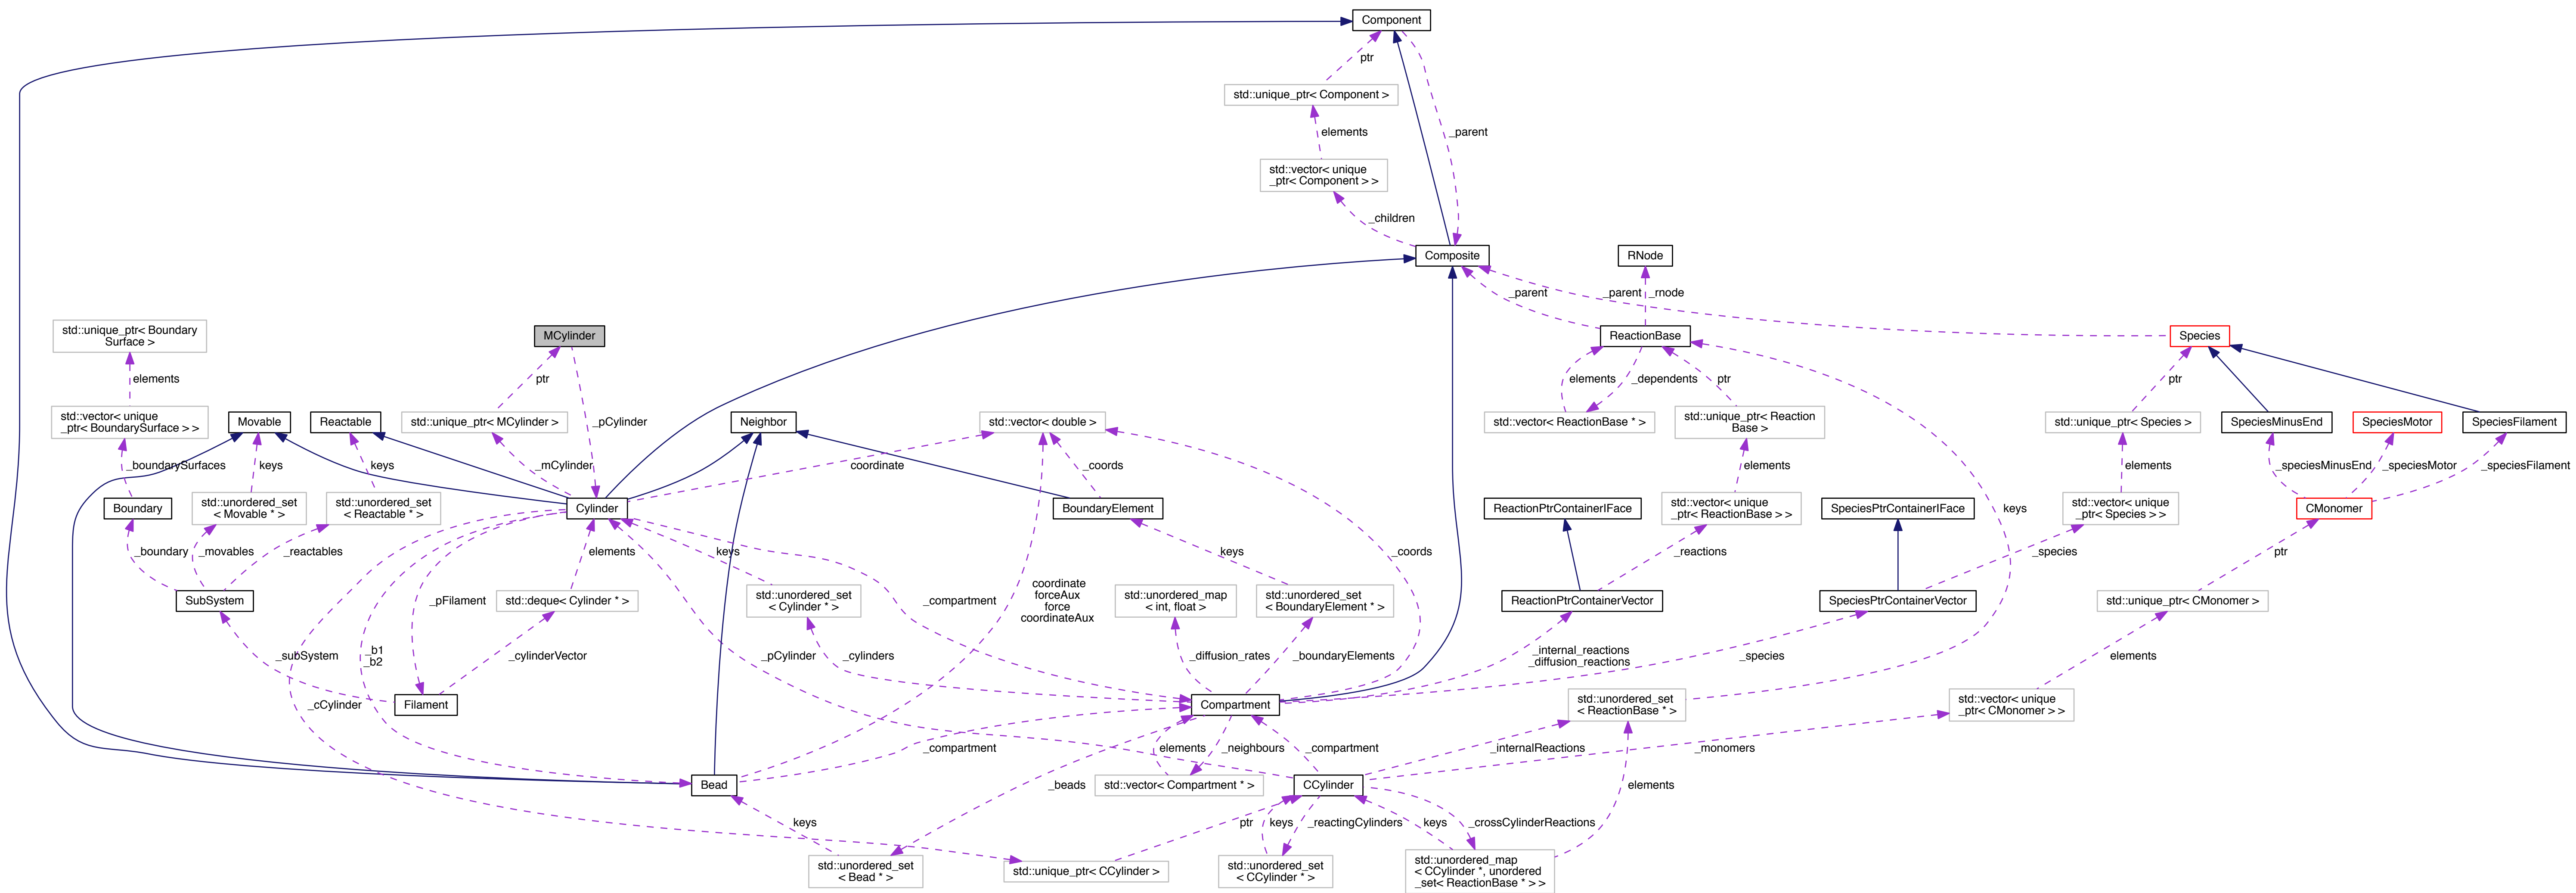 Component
ptr
std::unique_ptr< Component >
elements
_parent
std::vector< unique
_ptr< Component > >
_children
Composite
RNode
_parent
_parent
_rnode
std::unique_ptr< Boundary
Surface >
MCylinder
ReactionBase
Species
elements
ptr
elements
_dependents
ptr
ptr
std::vector< unique
_ptr< BoundarySurface > >
Movable
Reactable
std::unique_ptr< MCylinder >
_pCylinder
Neighbor
std::vector< double >
std::vector< ReactionBase * >
std::unique_ptr< Reaction
Base >
std::unique_ptr< Species >
SpeciesMinusEnd
SpeciesMotor
SpeciesFilament
_boundarySurfaces
keys
keys
_mCylinder
coordinate
_coords
elements
elements
_speciesMinusEnd
_speciesMotor
_speciesFilament
Boundary
std::unordered_set
< Movable * >
std::unordered_set
< Reactable * >
Cylinder
BoundaryElement
ReactionPtrContainerIFace
std::vector< unique
_ptr< ReactionBase > >
SpeciesPtrContainerIFace
keys
std::vector< unique
_ptr< Species > >
CMonomer
_boundary
_movables
_reactables
elements
keys
keys
_coords
_reactions
_species
ptr
SubSystem
_pFilament
std::deque< Cylinder * >
std::unordered_set
< Cylinder * >
_compartment
coordinate
forceAux
force
coordinateAux
std::unordered_map
< int, float >
std::unordered_set
< BoundaryElement * >
ReactionPtrContainerVector
SpeciesPtrContainerVector
std::unique_ptr< CMonomer >
_subSystem
_b1
_b2
_cylinderVector
_pCylinder
_cylinders
_diffusion_rates
_boundaryElements
_internal_reactions
_diffusion_reactions
_species
elements
_cCylinder
Filament
Compartment
std::unordered_set
< ReactionBase * >
std::vector< unique
_ptr< CMonomer > >
_compartment
elements
_neighbours
_compartment
_internalReactions
_monomers
Bead
_beads
std::vector< Compartment * >
CCylinder
elements
keys
ptr
keys
_reactingCylinders
keys
_crossCylinderReactions
std::unordered_set
< Bead * >
std::unique_ptr< CCylinder >
std::unordered_set
< CCylinder * >
std::unordered_map
< CCylinder *, unordered
_set< ReactionBase * > >